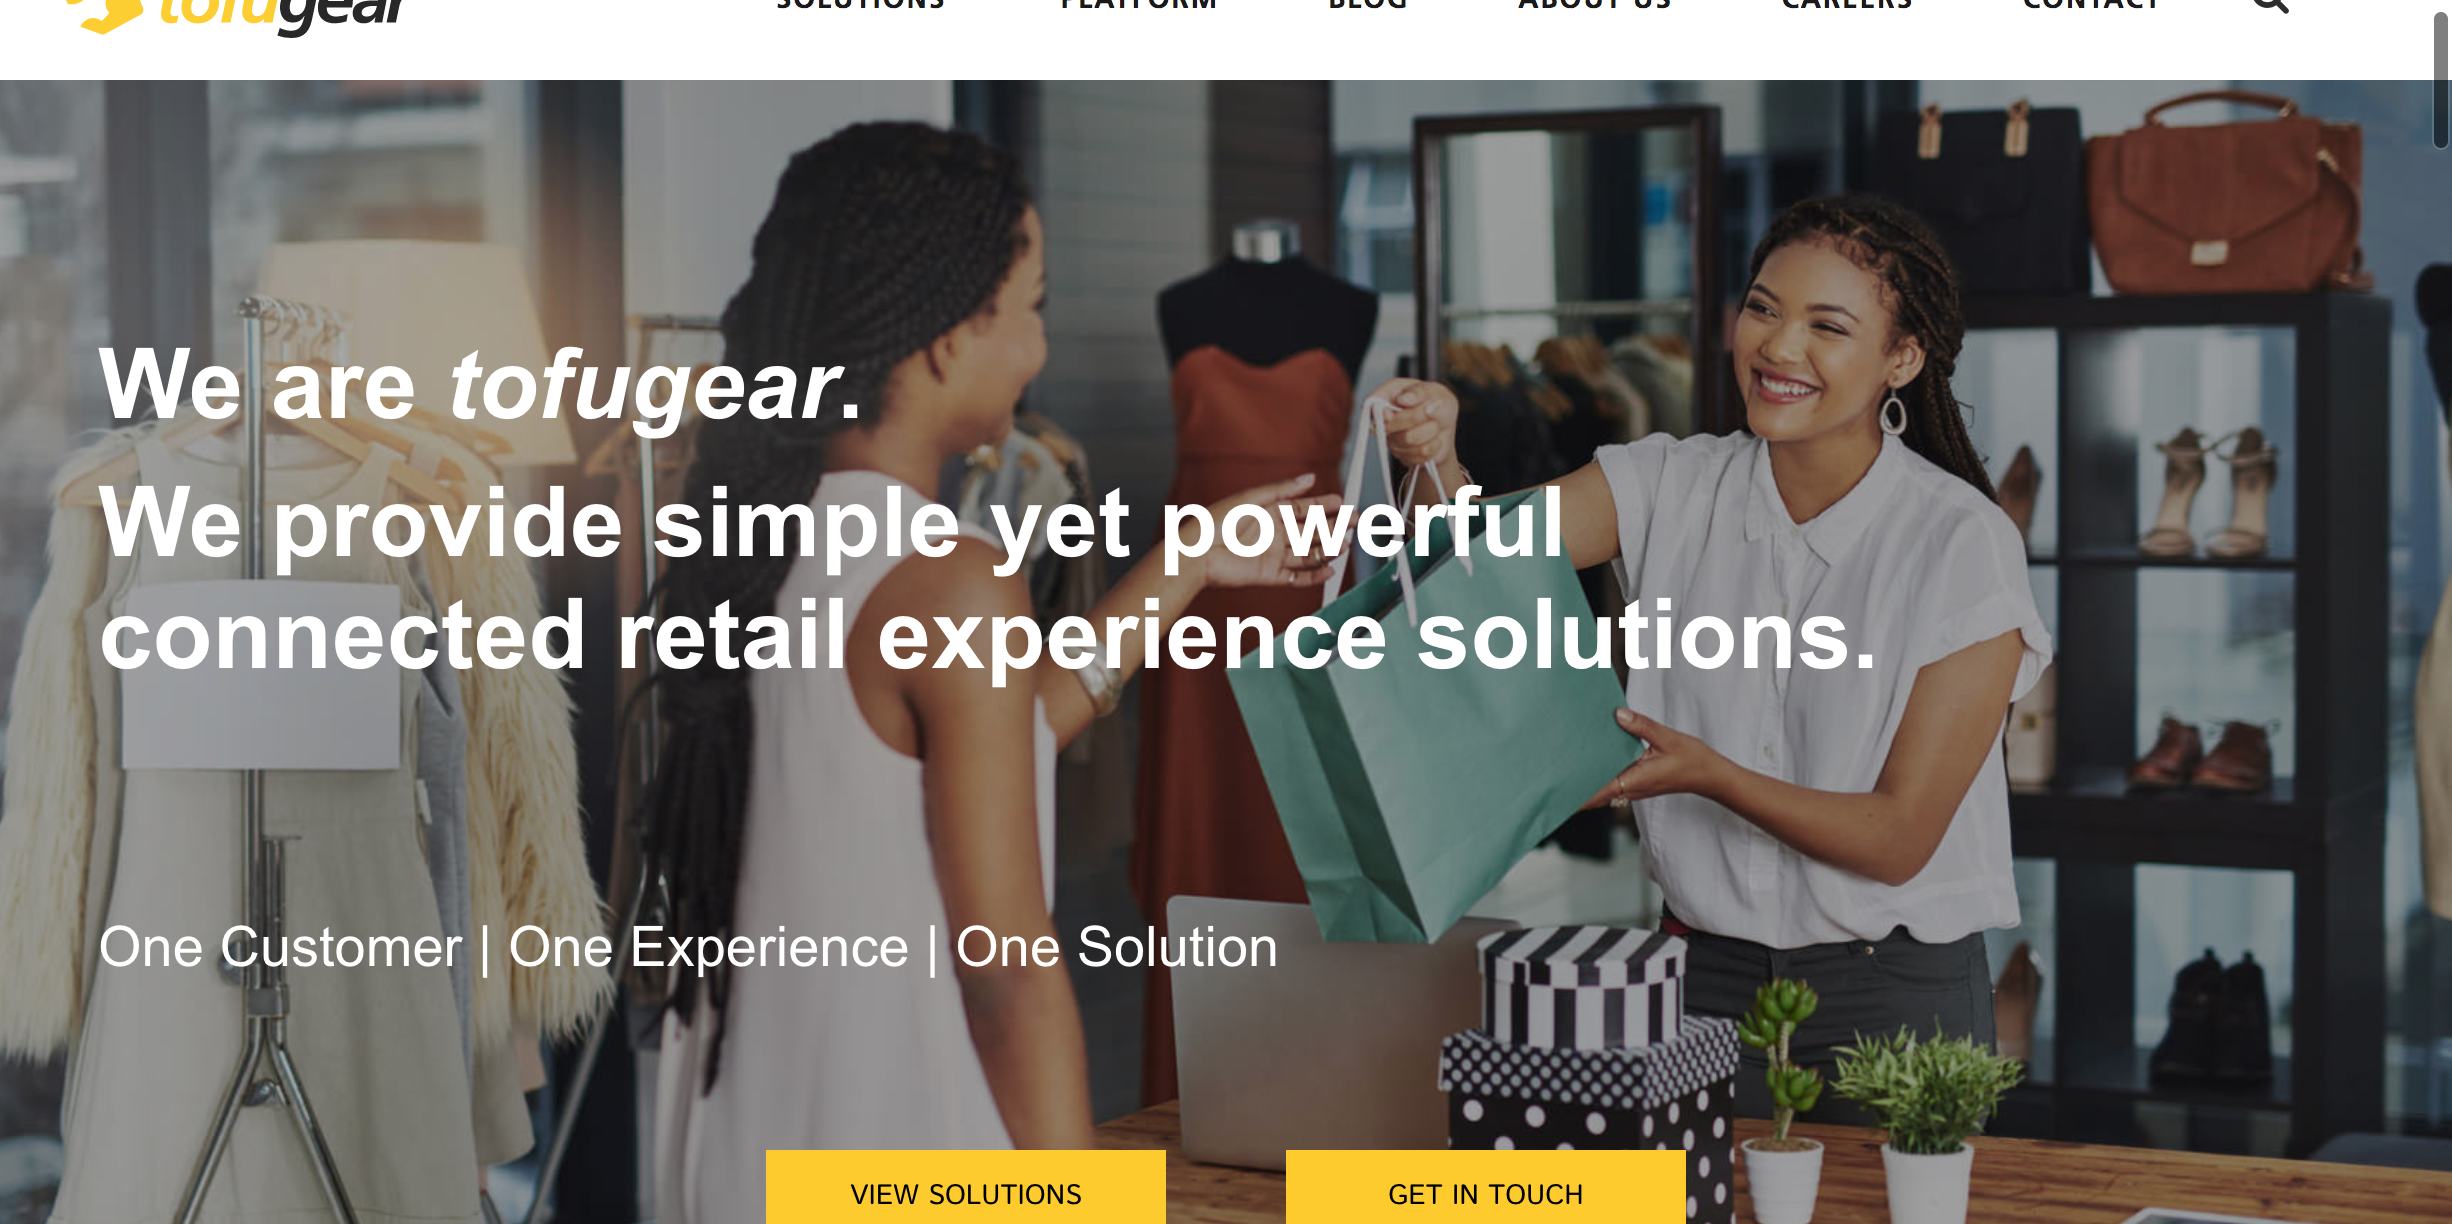 tofugear
SOLUTIONS PLATFORM BLOG ABOUT US CAREERS CONTACT
We are tofugear.
We provide simple yet powerful
connected retail experience solutions.
One Customer | One Experience | One Solution
VIEW SOLUTIONS GET IN TOUCH